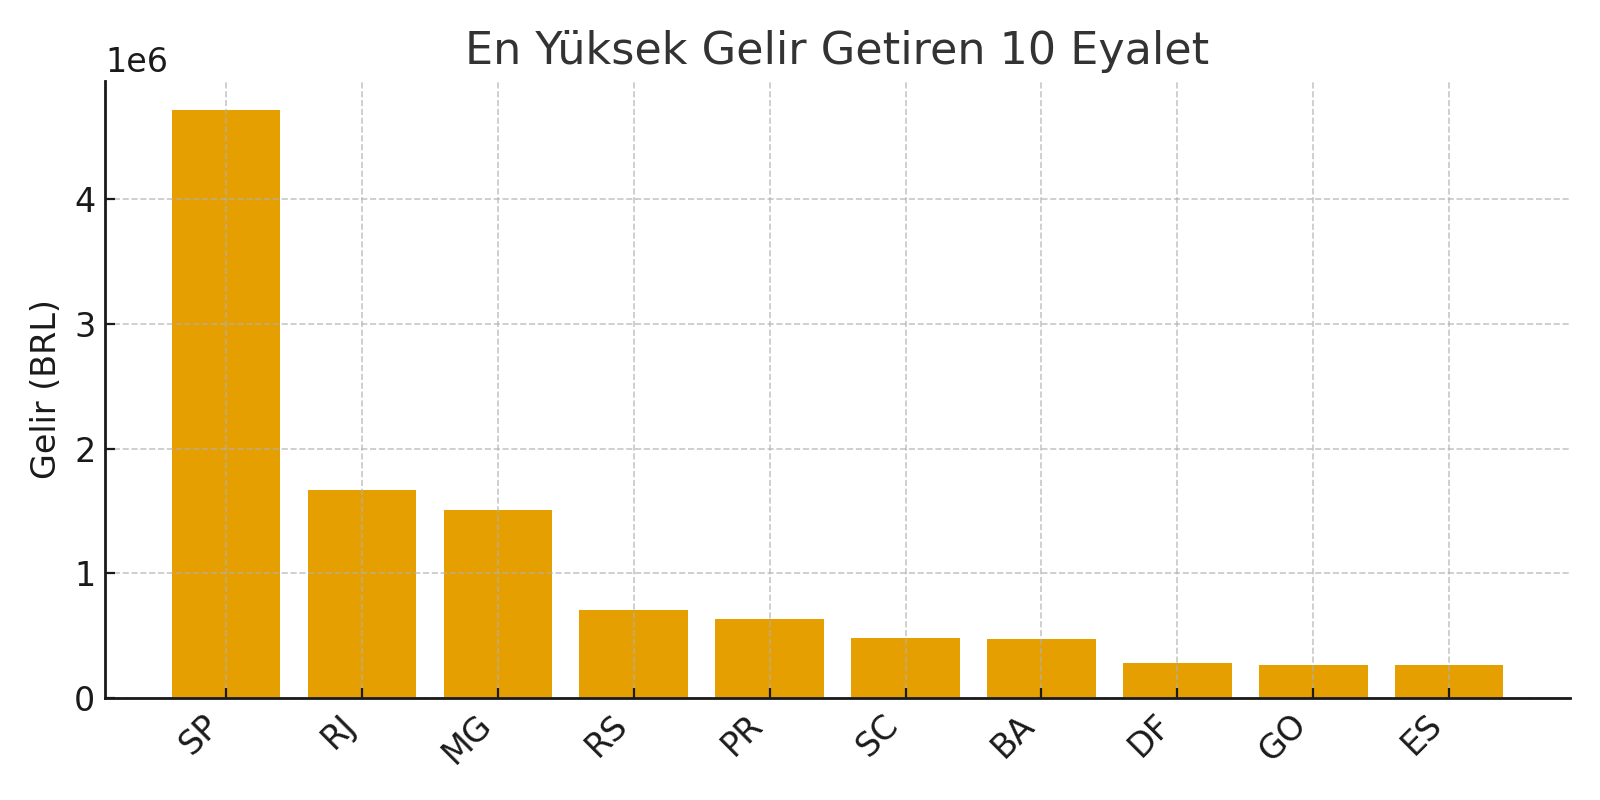 En Yüksek Gelir Getiren 10 Eyalet
1e6
Gelir (BRL)
4
3
2
1
0
SP
RJ
MG
RS
PR
SC
BA
DF
GO
ES